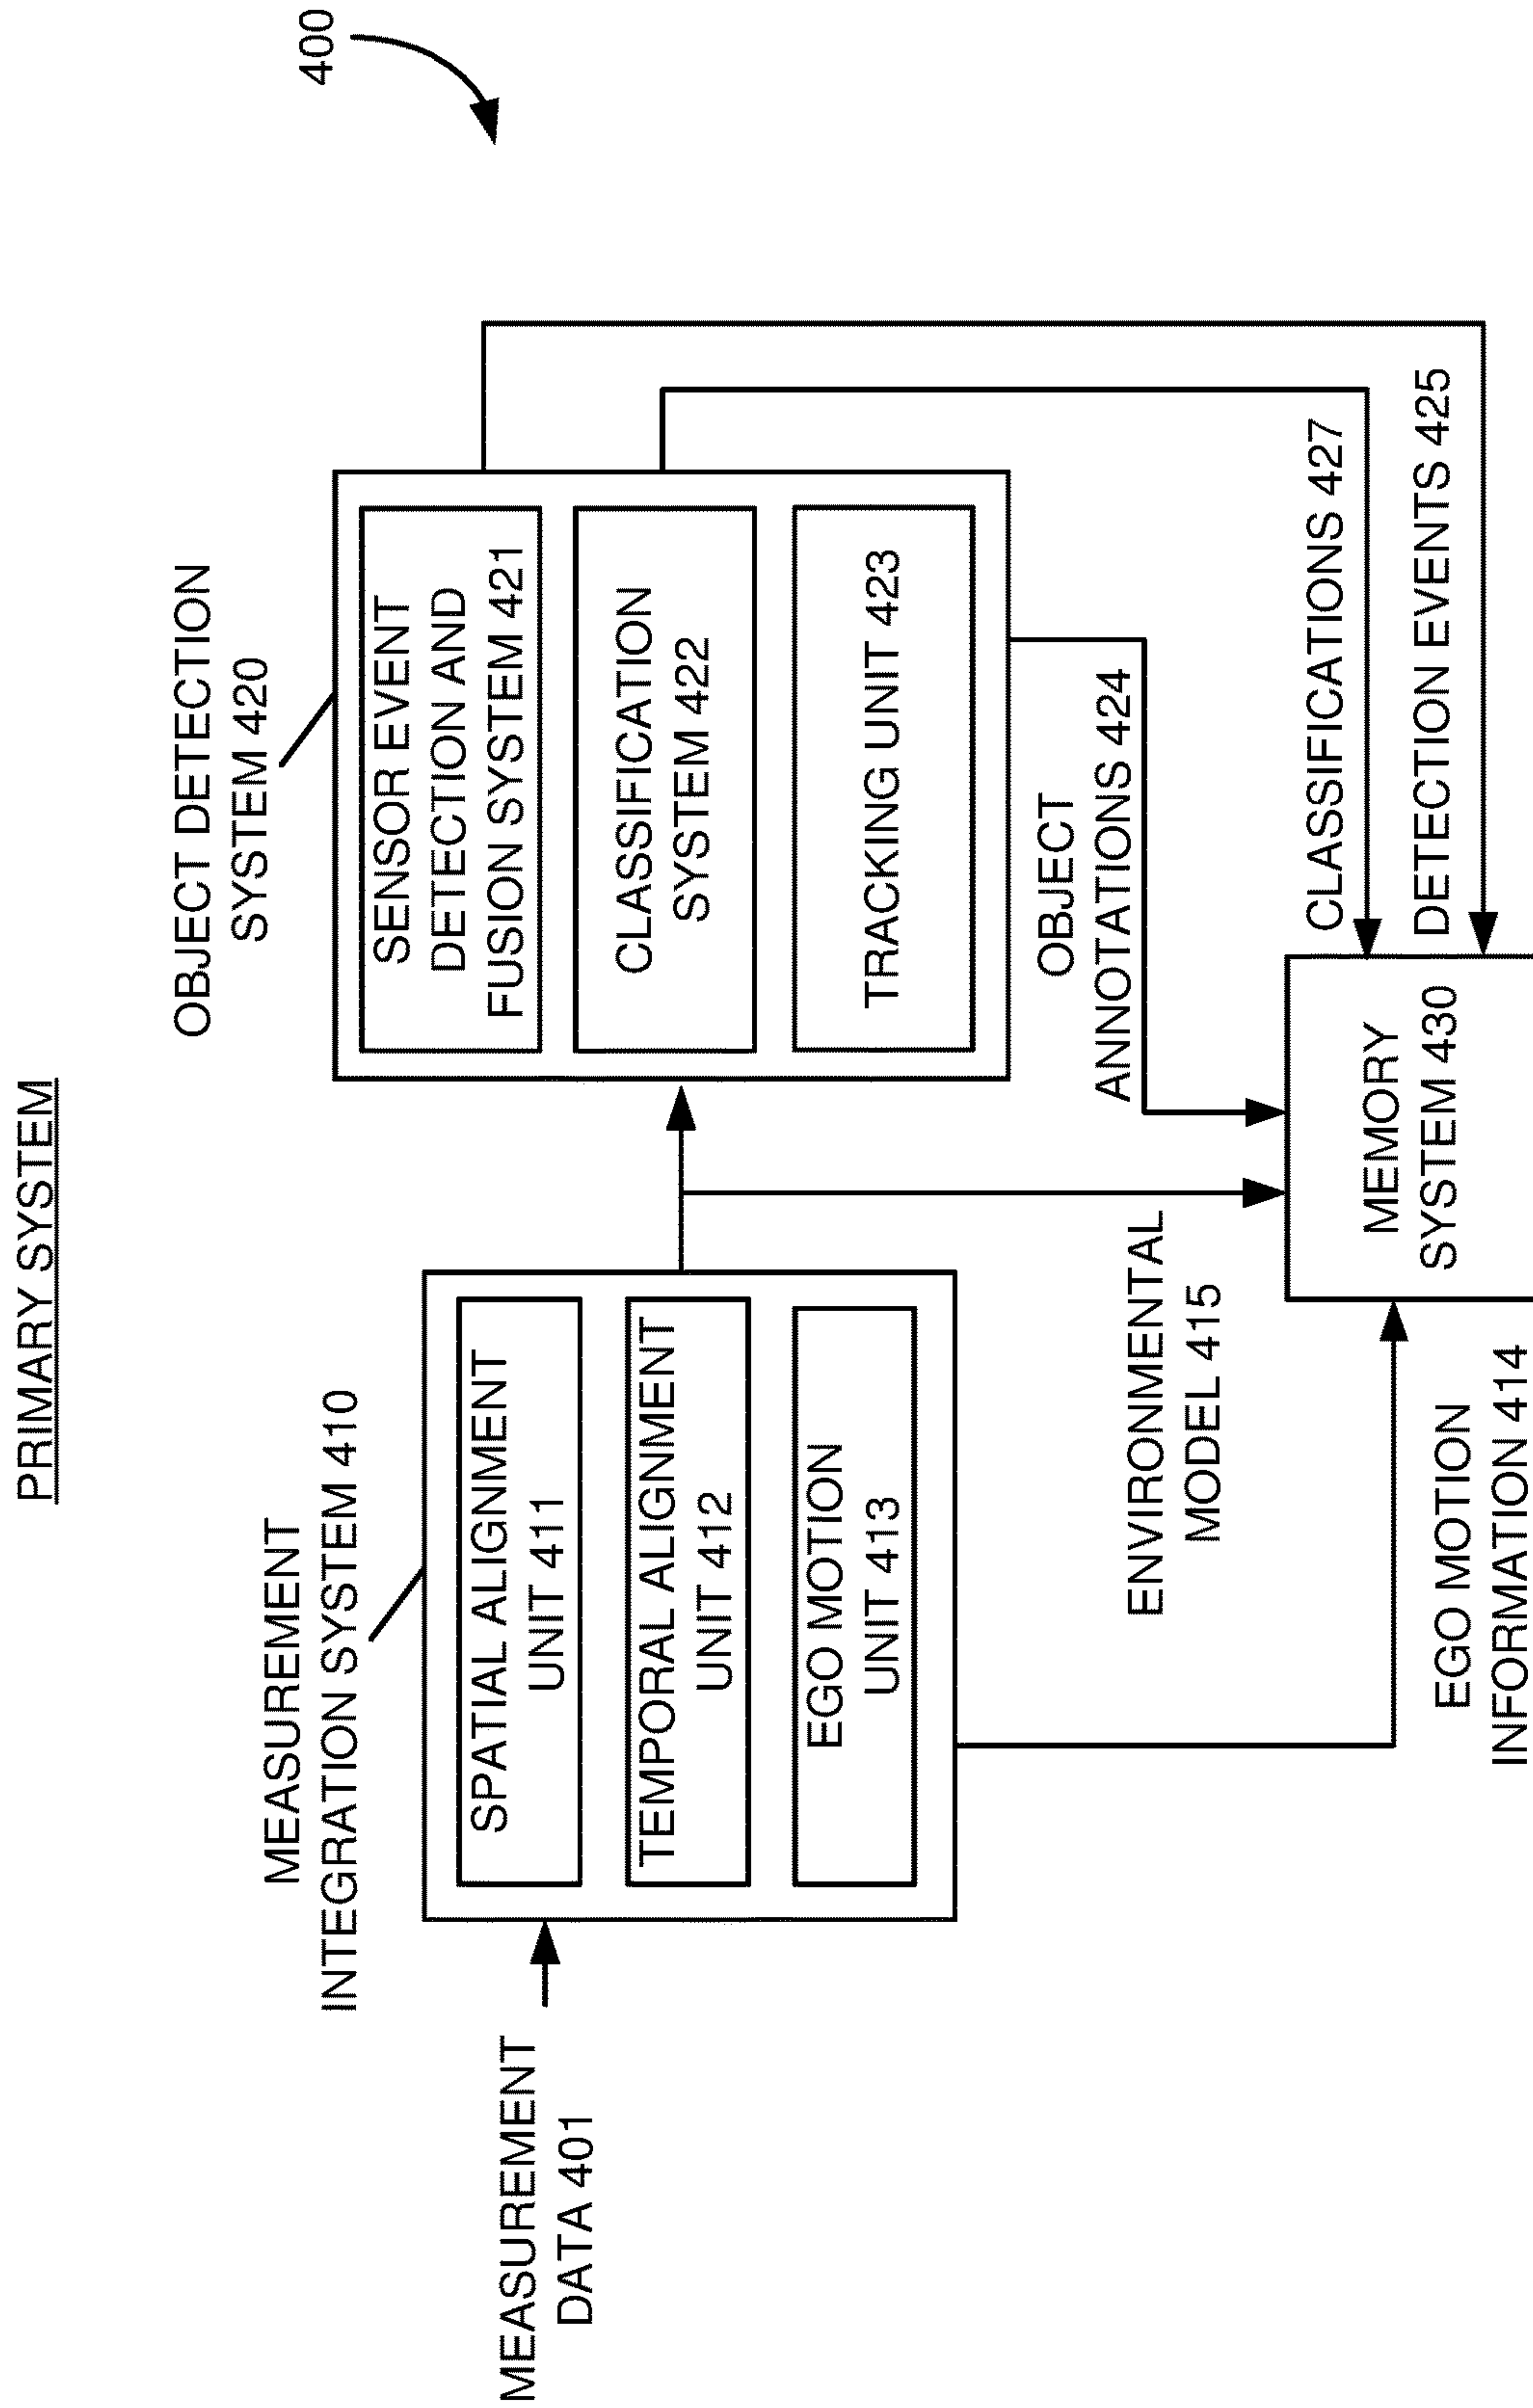 PRIMARY SYSTEM
400
OBJECT DETECTION
SYSTEM 420
MEASUREMENT
INTEGRATION SYSTEM 410
MEASUREMENT
DATA 401
SPATIAL ALIGNMENT
UNIT 411
TEMPORAL ALIGNMENT
UNIT 412
EGO MOTION
UNIT 413
SENSOR EVENT
DETECTION AND
FUSION SYSTEM 421
CLASSIFICATION
SYSTEM 422
TRACKING UNIT 423
OBJECT
ANNOTATIONS 424
ENVIRONMENTAL
MODEL 415
CLASSIFICATIONS 427
DETECTION EVENTS 425
MEMORY
SYSTEM 430
EGO MOTION
INFORMATION 414